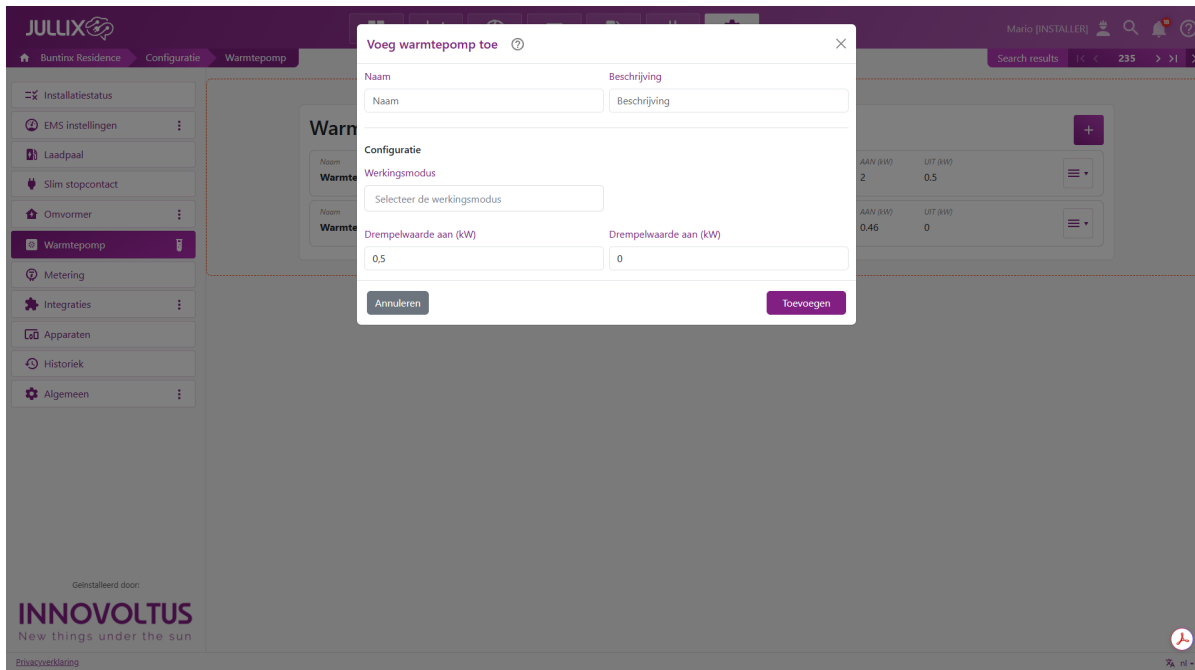 JULLIX
Mario [INSTALLER]
Buntinx Residence Configuratie Warmtepomp
Search results 235
Installatiestatus
EMS instellingen
Laadpaal
Slim stopcontact
Omvormer
Warmtepomp
Metering
Integraties
Apparaten
Historiek
Algemeen
Voeg warmtepomp toe
Naam Beschrijving
Naam Beschrijving
Configuratie
Werkingsmodus
Selecteer de werkingsmodus
Drempelwaarde aan (kW) Drempelwaarde aan (kW)
0,5 0
Annuleren Toevoegen
Warm
+
Naam AAN (kW) UIT (kW)
Warmte 2 0.5
Naam AAN (kW) UIT (kW)
Warmte 0.46 0
Geïnstalleerd door:
INNOVOLTUS
New things under the sun
Privacyverklaring
nl